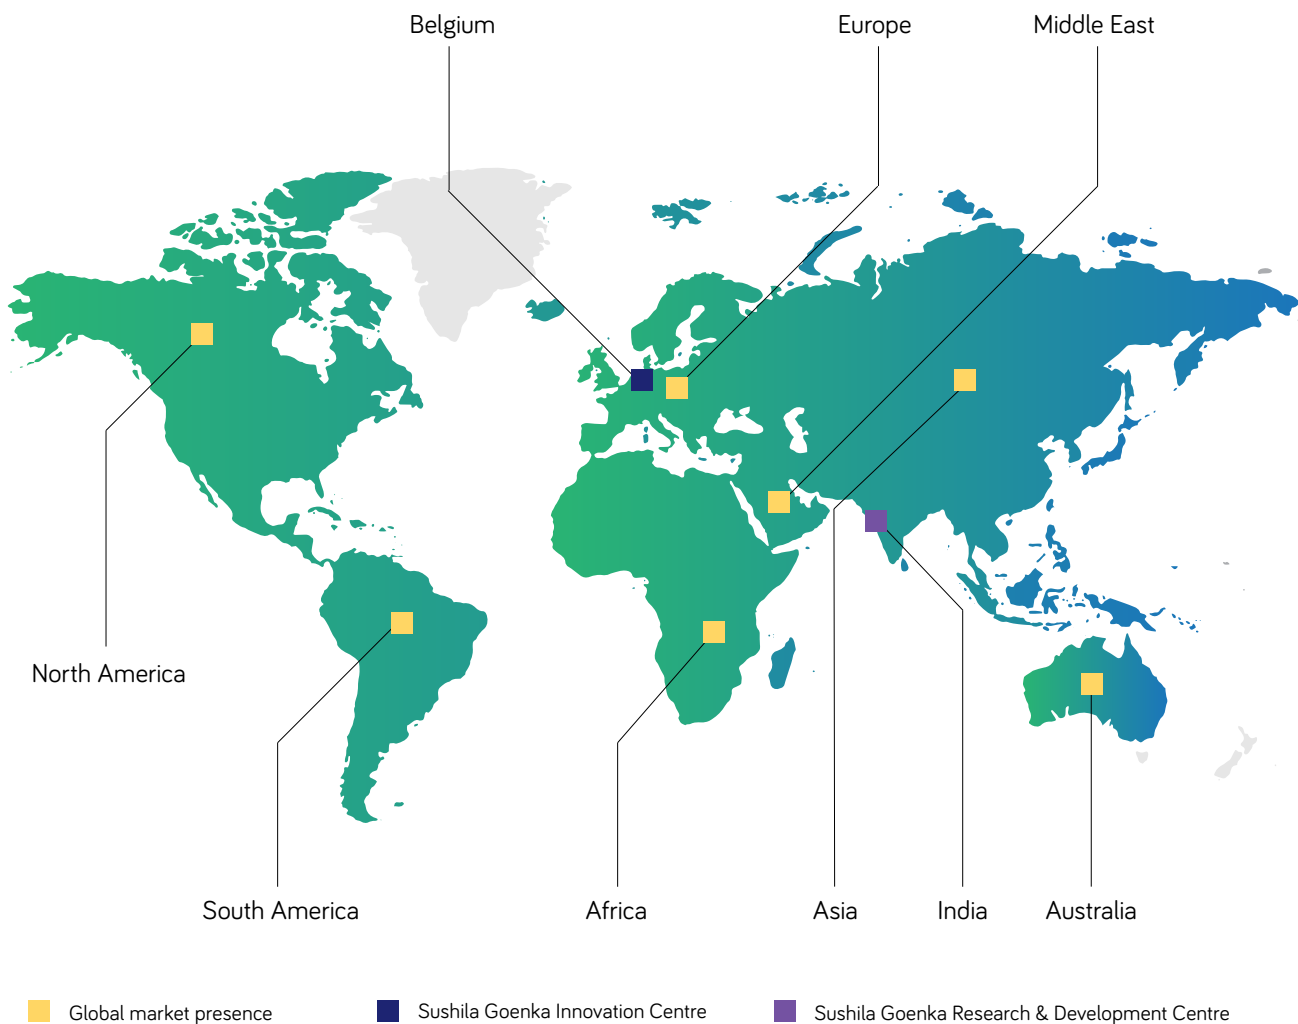 Belgium
Europe
Middle East
North America
South America
Africa
Asia
India
Australia
Global market presence
Sushila Goenka Innovation Centre
Sushila Goenka Research & Development Centre